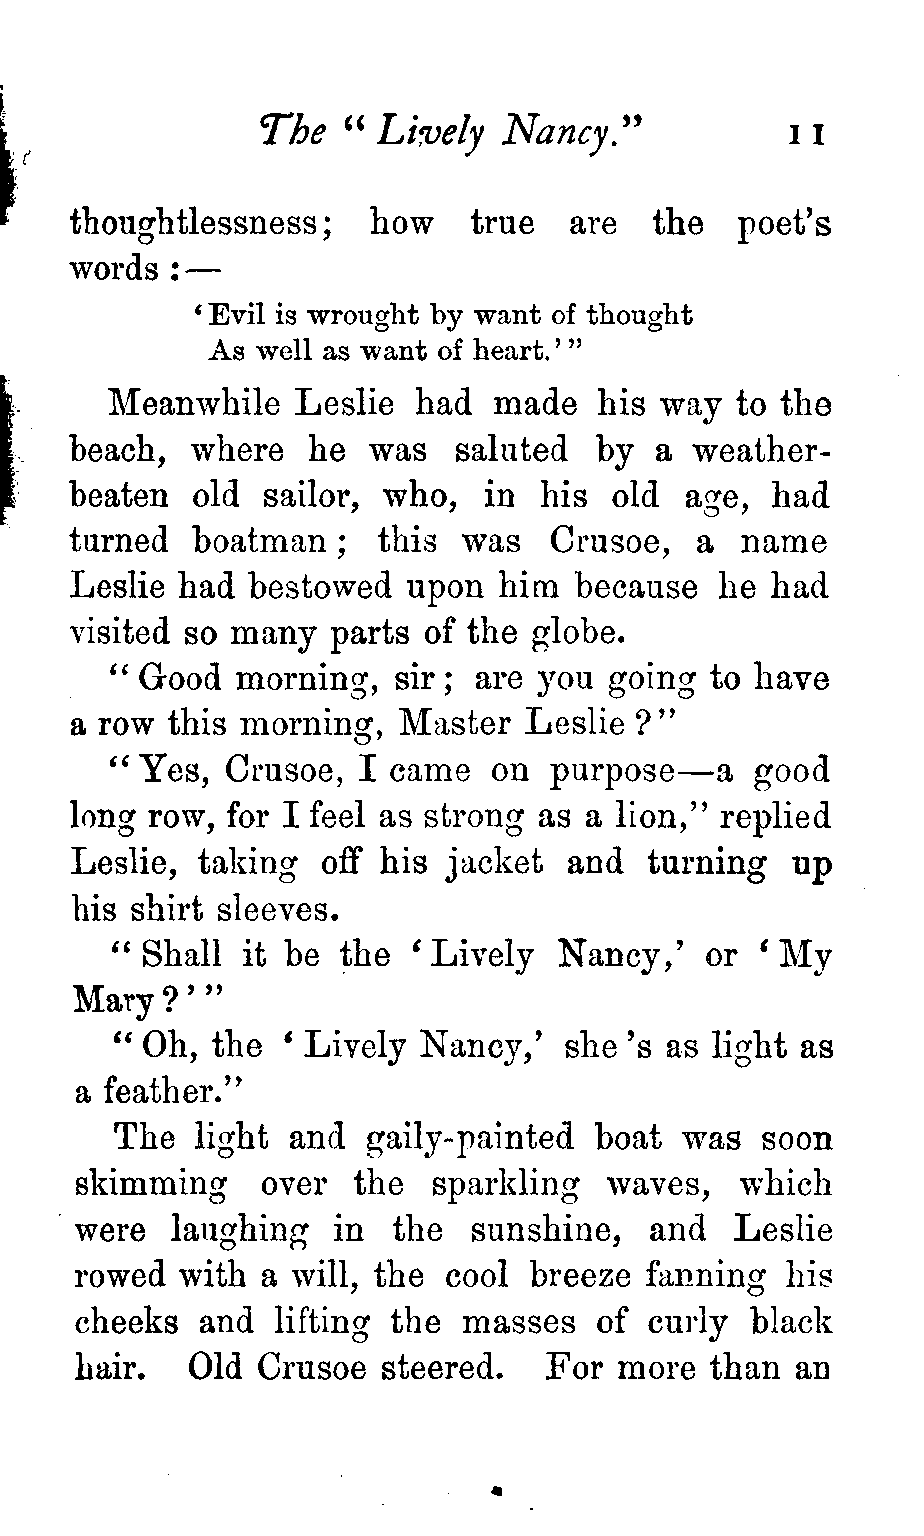 The "Lively Nancy." 11
thoughtlessness; how true are the poet's
words :—
'Evil is wrought by want of thought
As well as want of heart.'"
Meanwhile Leslie had made his way to the
beach, where he was saluted by a weather-
beaten old sailor, who, in his old age, had
turned boatman; this was Crusoe, a name
Leslie had bestowed upon him because he had
visited so many parts of the globe.
"Good morning, sir; are you going to have
a row this morning, Master Leslie?"
"Yes, Crusoe, I came on purpose—a good
long row, for I feel as strong as a lion," replied
Leslie, taking off his jacket and turning up
his shirt sleeves.
"Shall it be the 'Lively Nancy,' or 'My
Mary?'"
"Oh, the 'Lively Nancy,' she's as light as
a feather."
The light and gaily-painted boat was soon
skimming over the sparkling waves, which
were laughing in the sunshine, and Leslie
rowed with a will, the cool breeze fanning his
cheeks and lifting the masses of curly black
hair. Old Crusoe steered. For more than an